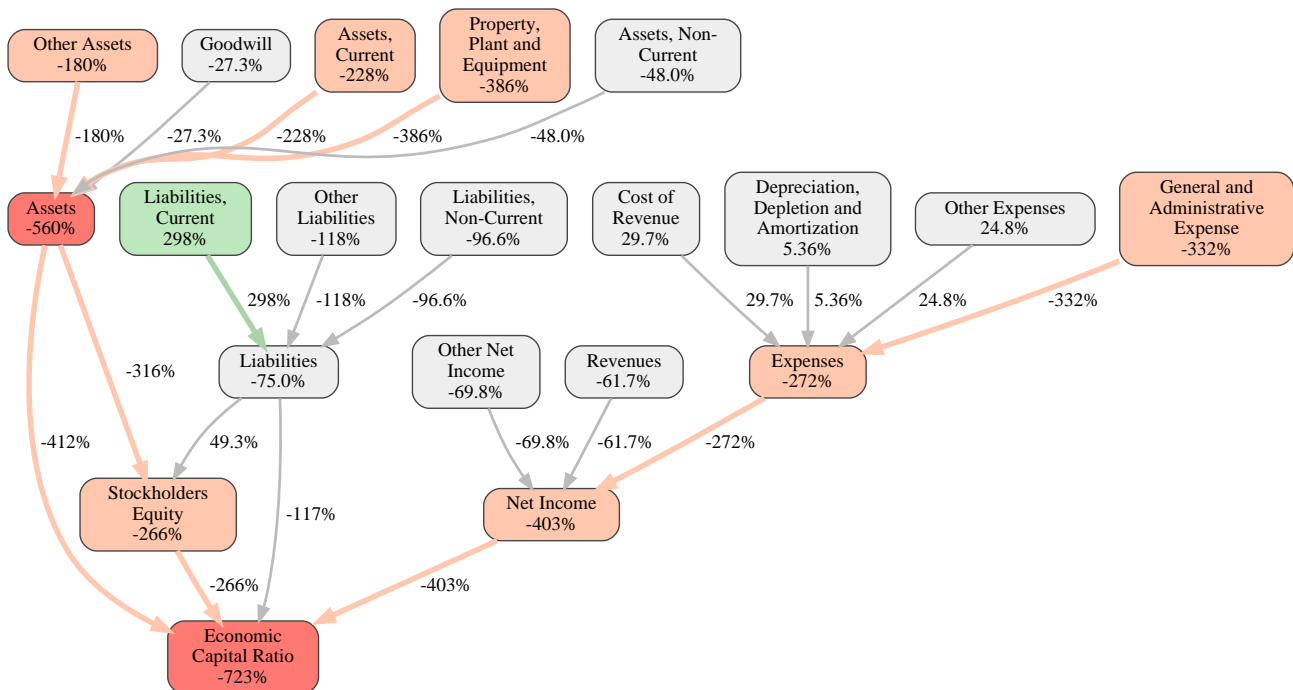 Other Assets
-180%
Goodwill
-27.3%
Assets,
Current
-228%
Property,
Plant and
Equipment
-386%
Assets, Non-
Current
-48.0%
-180%
-27.3%
-228%
-386%
-48.0%
Assets
-560%
Liabilities,
Current
298%
Other
Liabilities
-118%
Liabilities,
Non-Current
-96.6%
Cost of
Revenue
29.7%
Depreciation,
Depletion and
Amortization
5.36%
Other Expenses
24.8%
General and
Administrative
Expense
-332%
298%
-118%
-96.6%
29.7%
5.36%
24.8%
-332%
Liabilities
-75.0%
Other Net
Income
-69.8%
Revenues
-61.7%
Expenses
-272%
-316%
-412%
49.3%
-69.8%
-61.7%
-272%
Stockholders
Equity
-266%
-117%
Net Income
-403%
-266%
-403%
Economic
Capital Ratio
-723%